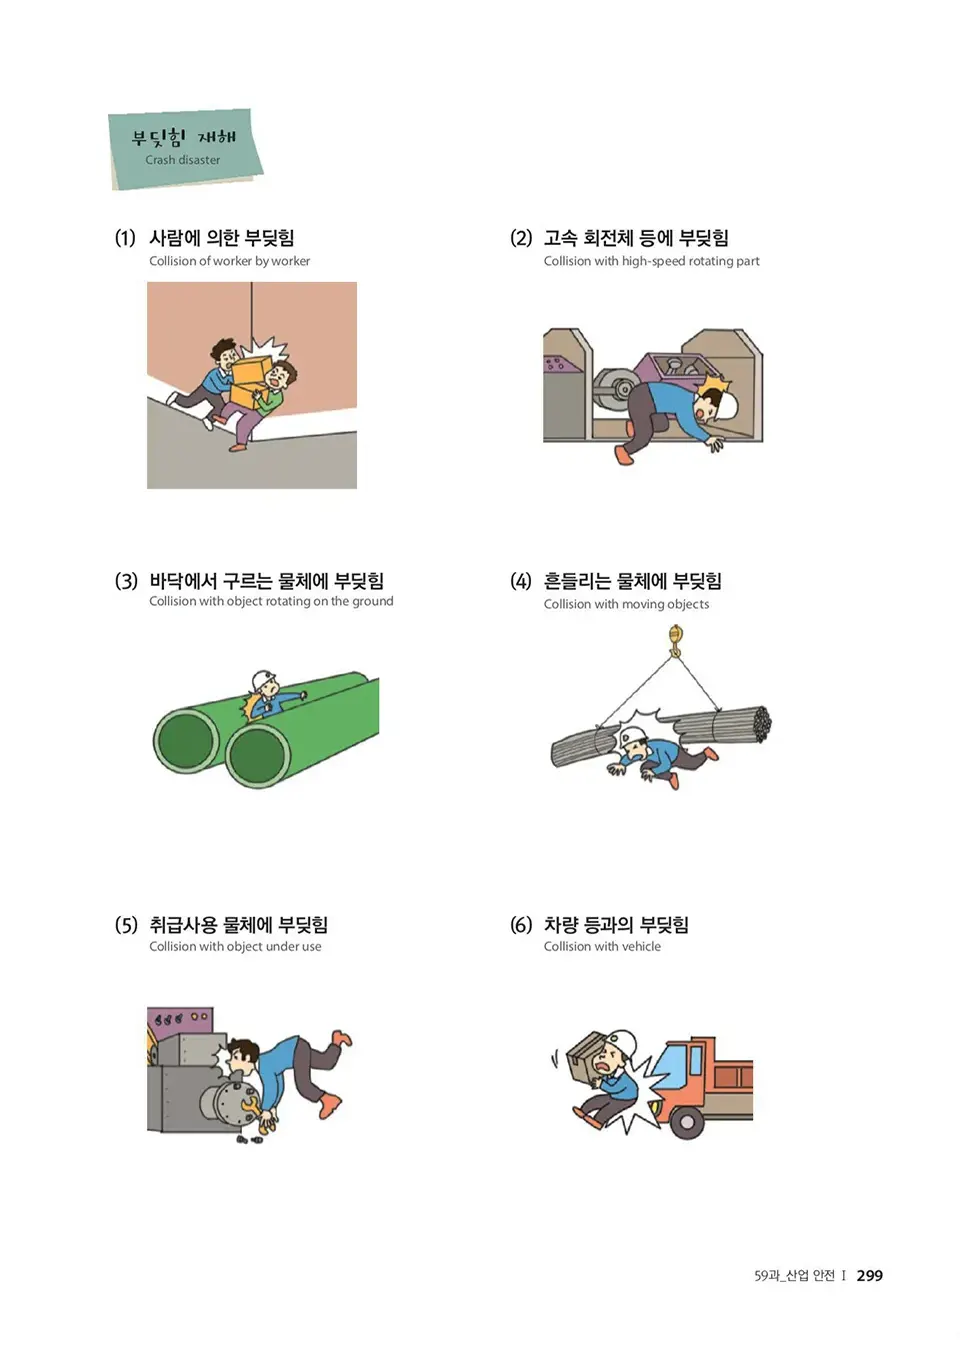 부딪힘 재해
Crash disaster
(1) 사람에 의한 부딪힘
Collision of worker by worker
(2) 고속 회전체 등에 부딪힘
Collision with high-speed rotating part
(3) 바닥에서 구르는 물체에 부딪힘
Collision with object rotating on the ground
(4) 흔들리는 물체에 부딪힘
Collision with moving objects
(5) 취급사용 물체에 부딪힘
Collision with object under use
(6) 차량 등과의 부딪힘
Collision with vehicle
59과_산업 안전 I 299